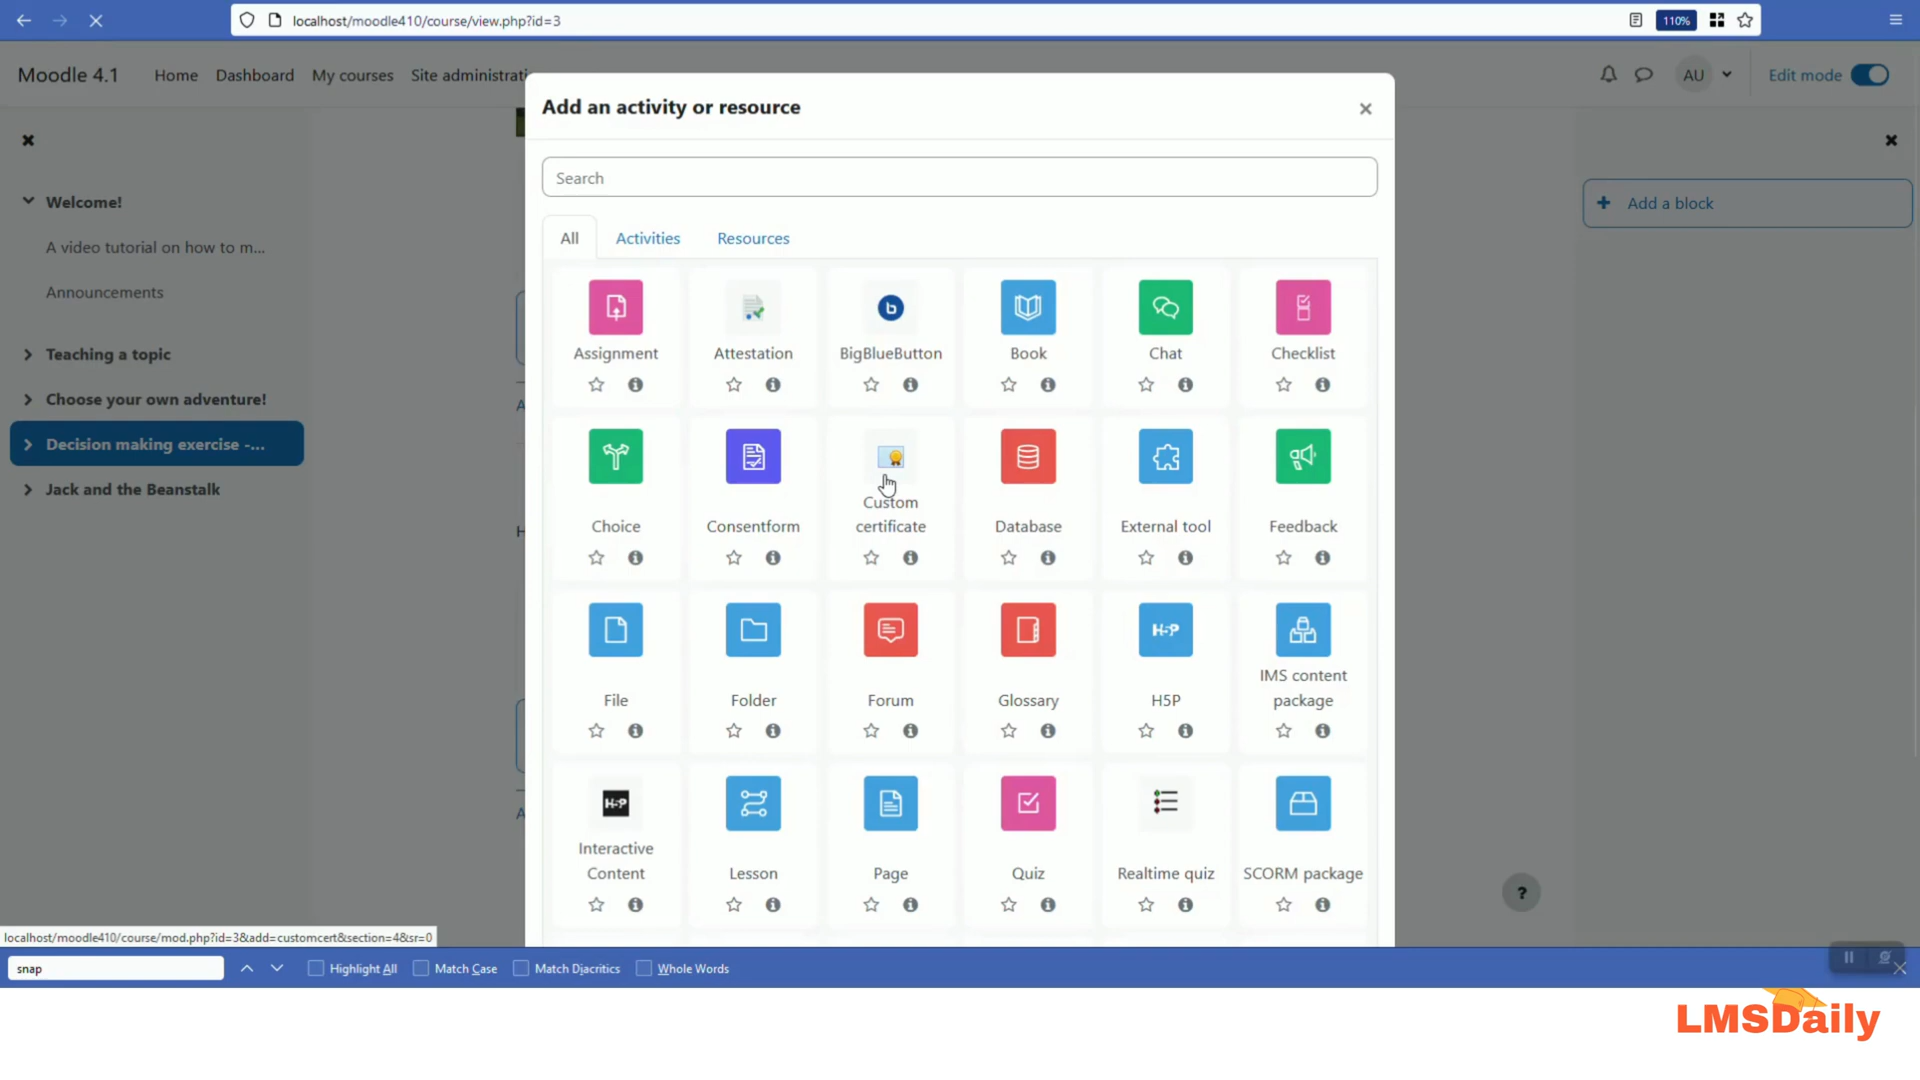 localhost/moodle410/course/view.php?id=3
110%
Moodle 4.1
Home
Dashboard
My courses
Site administrati
AU
Edit mode
Add an activity or resource
Search
All
Activities
Resources
Welcome!
A video tutorial on how to m...
Announcements
Teaching a topic
Choose your own adventure!
Decision making exercise -...
Jack and the Beanstalk
Add a block
Assignment
Attestation
b
BigBlueButton
Book
Chat
Checklist
Choice
Consentform
Custom
certificate
Database
External tool
Feedback
File
Folder
Forum
Glossary
H5P
H5P
IMS content
package
H5P
Interactive
Content
Lesson
Page
Quiz
Realtime quiz
SCORM package
?
localhost/moodle410/course/mod.php?id=3&add=customcert&section=4&sr=0
snap
Highlight All
Match Case
Match Diacritics
Whole Words
LMSDaily